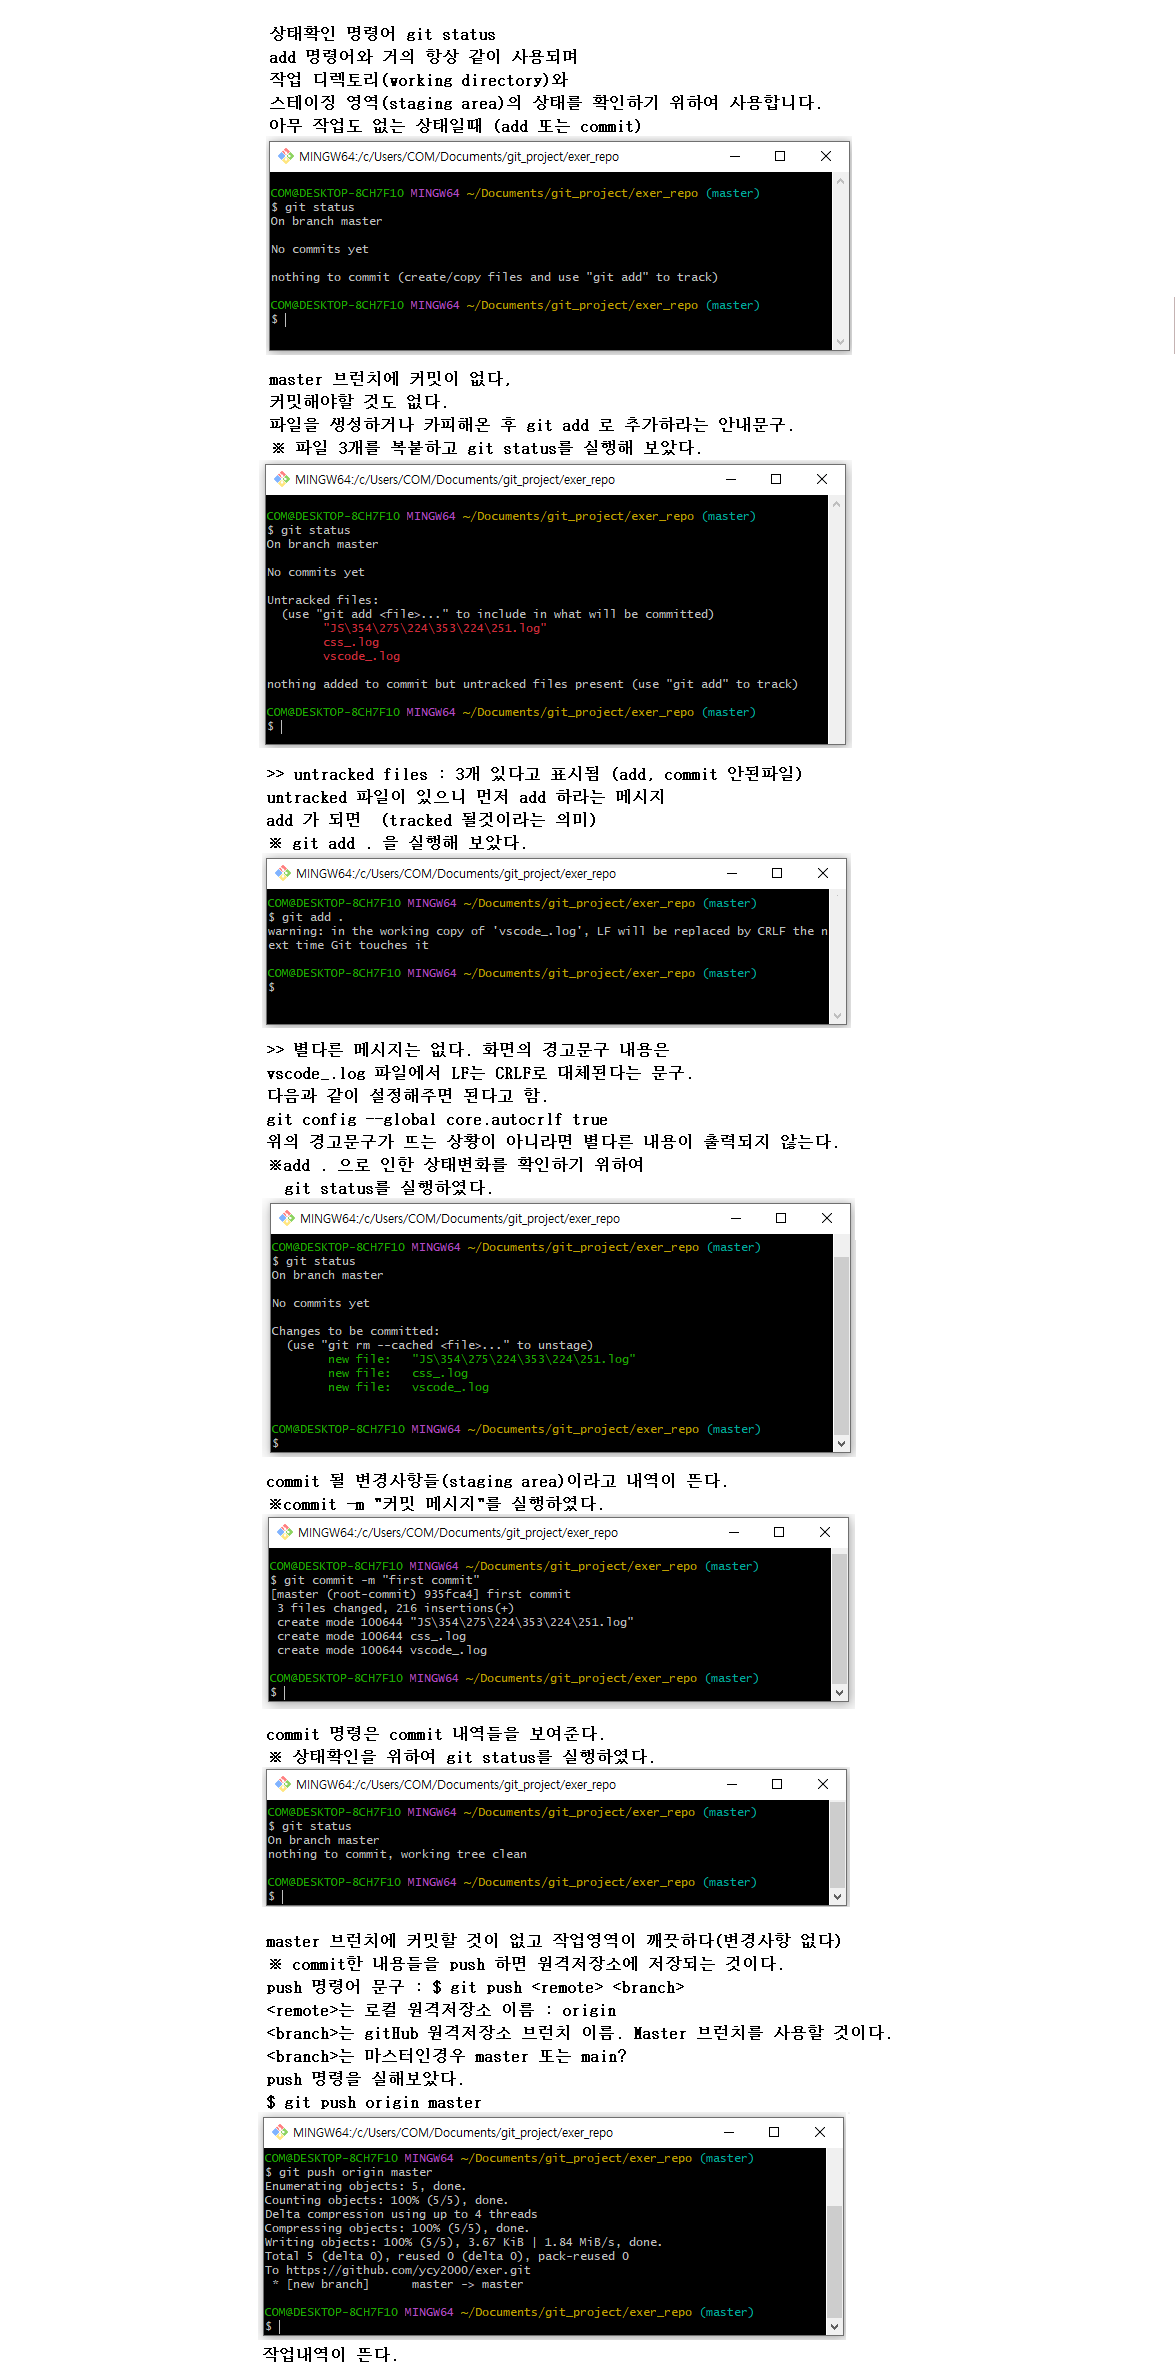 상태확인 명령어 git status
add 명령어와 거의 항상 같이 사용되며
작업 디렉토리(working directory)와
스테이징 영역(staging area)의 상태를 확인하기 위하여 사용합니다.
아무 작업도 없는 상태일때 (add 또는 commit)
MINGW64:/c/Users/COM/Documents/git_project/exer_repo
COM@DESKTOP-8CH7F1O MINGW64 ~/Documents/git_project/exer_repo (master)
$ git status
On branch master
No commits yet
nothing to commit (create/copy files and use "git add" to track)
COM@DESKTOP-8CH7F1O MINGW64 ~/Documents/git_project/exer_repo (master)
$
master 브런치에 커밋이 없다,
커밋해야할 것도 없다.
파일을 생성하거나 카피해온 후 git add 로 추가하라는 안내문구.
※ 파일 3개를 복붙하고 git status를 실행해 보았다.
MINGW64:/c/Users/COM/Documents/git_project/exer_repo
COM@DESKTOP-8CH7F1O MINGW64 ~/Documents/git_project/exer_repo (master)
$ git status
On branch master
No commits yet
Untracked files:
(use "git add <file>..." to include in what will be committed)
"JS\354\275\224\353\224\251.log"
css_.log
vscode_.log
nothing added to commit but untracked files present (use "git add" to track)
COM@DESKTOP-8CH7F1O MINGW64 ~/Documents/git_project/exer_repo (master)
$
>> untracked files : 3개 있다고 표시됨 (add, commit 안된파일)
untracked 파일이 있으니 먼저 add 하라는 메시지
add 가 되면  (tracked 될것이라는 의미)
※ git add . 을 실행해 보았다.
MINGW64:/c/Users/COM/Documents/git_project/exer_repo
COM@DESKTOP-8CH7F1O MINGW64 ~/Documents/git_project/exer_repo (master)
$ git add .
warning: in the working copy of 'vscode_.log', LF will be replaced by CRLF the n
ext time Git touches it
COM@DESKTOP-8CH7F1O MINGW64 ~/Documents/git_project/exer_repo (master)
$
>> 별다른 메시지는 없다. 화면의 경고문구 내용은
vscode_.log 파일에서 LF는 CRLF로 대체된다는 문구.
다음과 같이 설정해주면 된다고 함.
git config --global core.autocrlf true
위의 경고문구가 뜨는 상황이 아니라면 별다른 내용이 출력되지 않는다.
※add . 으로 인한 상태변화를 확인하기 위하여
git status를 실행하였다.
MINGW64:/c/Users/COM/Documents/git_project/exer_repo
COM@DESKTOP-8CH7F1O MINGW64 ~/Documents/git_project/exer_repo (master)
$ git status
On branch master
No commits yet
Changes to be committed:
(use "git rm --cached <file>..." to unstage)
new file:   "JS\354\275\224\353\224\251.log"
new file:   css_.log
new file:   vscode_.log
COM@DESKTOP-8CH7F1O MINGW64 ~/Documents/git_project/exer_repo (master)
$
commit 될 변경사항들(staging area)이라고 내역이 뜬다.
※commit -m "커밋 메시지"를 실행하였다.
MINGW64:/c/Users/COM/Documents/git_project/exer_repo
COM@DESKTOP-8CH7F1O MINGW64 ~/Documents/git_project/exer_repo (master)
$ git commit -m "first commit"
[master (root-commit) 935fca4] first commit
3 files changed, 216 insertions(+)
create mode 100644 "JS\354\275\224\353\224\251.log"
create mode 100644 css_.log
create mode 100644 vscode_.log
COM@DESKTOP-8CH7F1O MINGW64 ~/Documents/git_project/exer_repo (master)
$
commit 명령은 commit 내역들을 보여준다.
※ 상태확인을 위하여 git status를 실행하였다.
MINGW64:/c/Users/COM/Documents/git_project/exer_repo
COM@DESKTOP-8CH7F1O MINGW64 ~/Documents/git_project/exer_repo (master)
$ git status
On branch master
nothing to commit, working tree clean
COM@DESKTOP-8CH7F1O MINGW64 ~/Documents/git_project/exer_repo (master)
$
master 브런치에 커밋할 것이 없고 작업영역이 깨끗하다(변경사항 없다)
※ commit한 내용들을 push 하면 원격저장소에 저장되는 것이다.
push 명령어 문구 : $ git push <remote> <branch>
<remote>는 로컬 원격저장소 이름 : origin
<branch>는 gitHub 원격저장소 브런치 이름. Master 브런치를 사용할 것이다.
<branch>는 마스터인경우 master 또는 main?
push 명령을 실해보았다.
$ git push origin master
MINGW64:/c/Users/COM/Documents/git_project/exer_repo
COM@DESKTOP-8CH7F1O MINGW64 ~/Documents/git_project/exer_repo (master)
$ git push origin master
Enumerating objects: 5, done.
Counting objects: 100% (5/5), done.
Delta compression using up to 4 threads
Compressing objects: 100% (5/5), done.
Writing objects: 100% (5/5), 3.67 KiB | 1.84 MiB/s, done.
Total 5 (delta 0), reused 0 (delta 0), pack-reused 0
To https://github.com/ycy2000/exer.git
* [new branch]      master -> master
COM@DESKTOP-8CH7F1O MINGW64 ~/Documents/git_project/exer_repo (master)
$
작업내역이 뜬다.